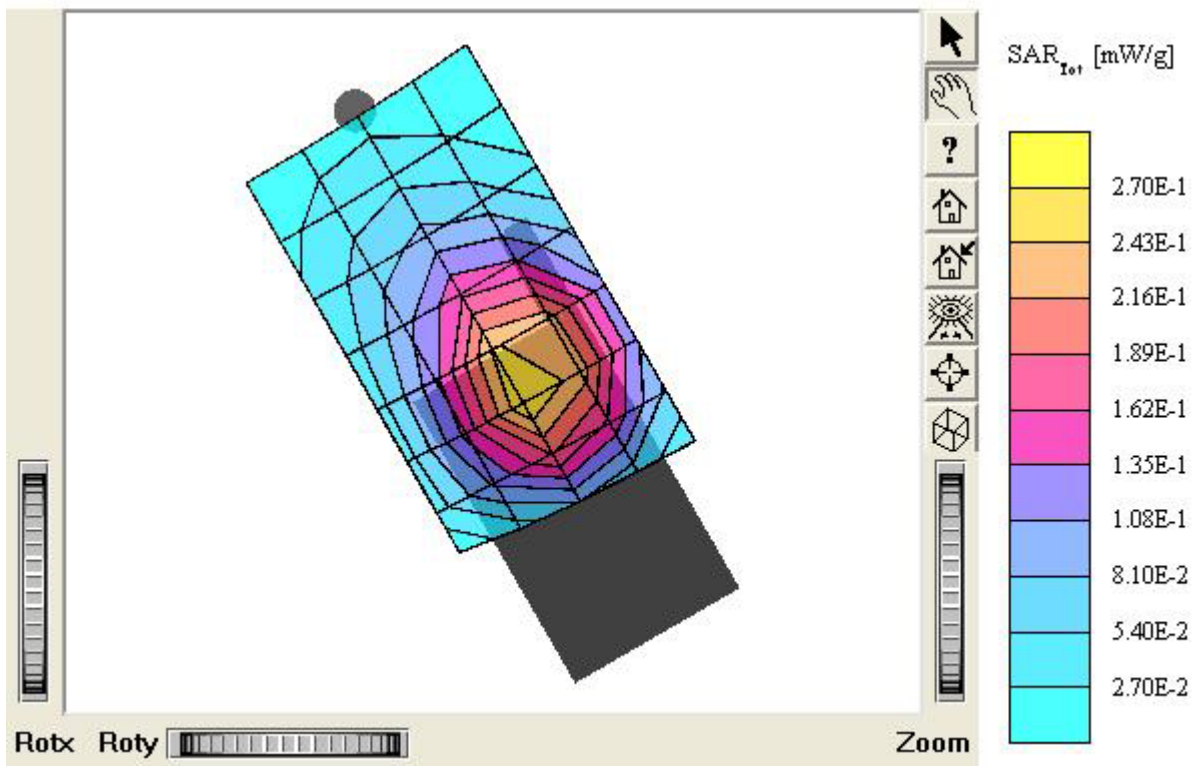 SAR_Tot [mW/g]
?
2.70E-1
2.43E-1
2.16E-1
1.89E-1
1.62E-1
1.35E-1
1.08E-1
8.10E-2
5.40E-2
2.70E-2
Rotx Roty Zoom